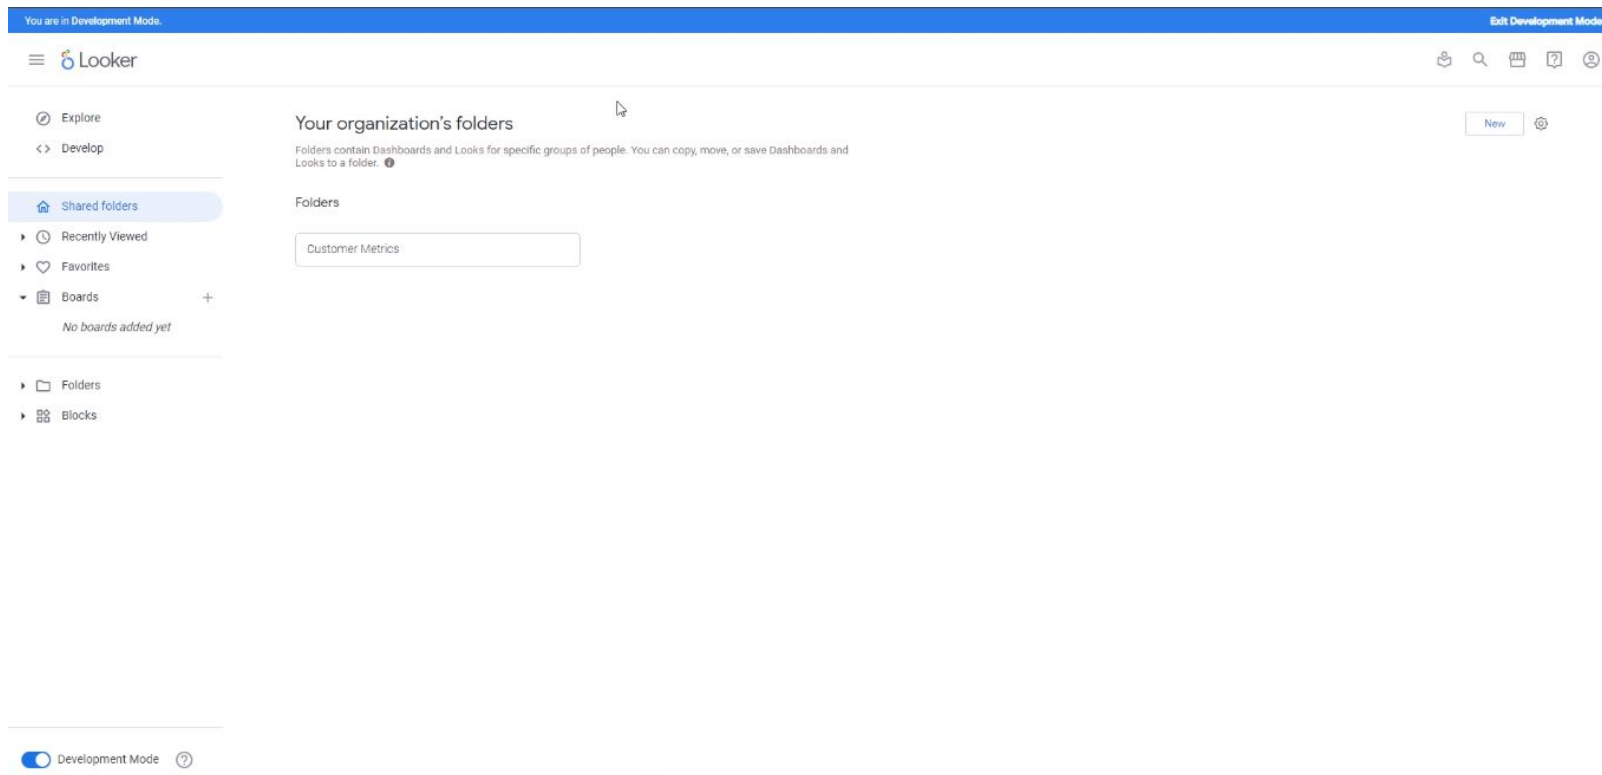 You are in Development Mode.
Exit Development Mode
Looker
Explore
Develop
Shared folders
Recently Viewed
Favorites
Boards
No boards added yet
Folders
Blocks
Development Mode
Your organization's folders
New
Folders contain Dashboards and Looks for specific groups of people. You can copy, move, or save Dashboards and
Looks to a folder.
Folders
Customer Metrics